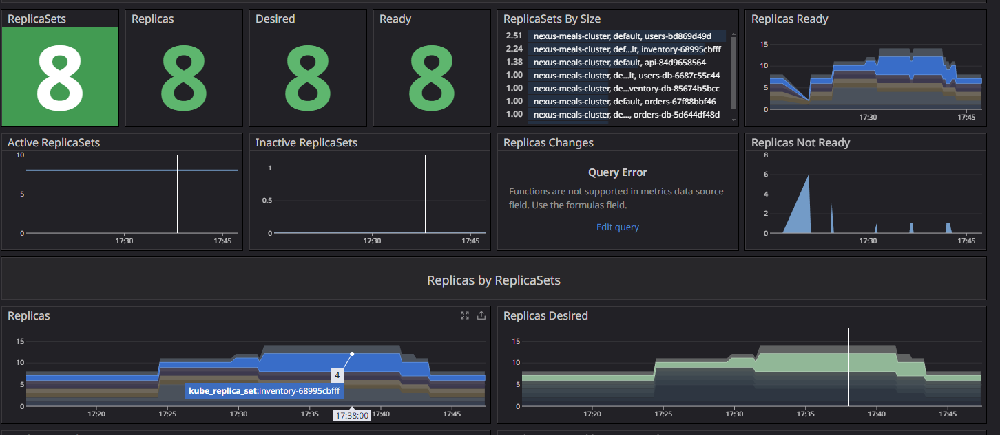 ReplicaSets
8
Replicas
8
Desired
8
Ready
8
ReplicaSets By Size
2.51 nexus-meals-cluster, default, users-bd869d49d
2.24 nexus-meals-cluster, def...lt, inventory-68995cbfff
1.38 nexus-meals-cluster, default, api-84d9658564
1.00 nexus-meals-cluster, de...lt, users-db-6687c55c44
1.00 nexus-meals-cluster, de...ventory-db-85674b5bcc
1.00 nexus-meals-cluster, default, orders-67f88bbf46
1.00 nexus-meals-cluster, de..., orders-db-5d644df48d
Replicas Ready
15
10
5
0
17:30 17:45
Active ReplicaSets
10
5
0
17:30 17:45
Inactive ReplicaSets
1
0.5
0
17:30 17:45
Replicas Changes
Query Error
Functions are not supported in metrics data source
field. Use the formulas field.
Edit query
Replicas Not Ready
8
6
4
2
0
17:30 17:45
Replicas by ReplicaSets
Replicas
15
10
5
0
4
kube_replica_set:inventory-68995cbfff
17:20 17:25 17:30 17:35 17:38:00 17:40 17:45
Replicas Desired
15
10
5
0
17:20 17:25 17:30 17:35 17:40 17:45